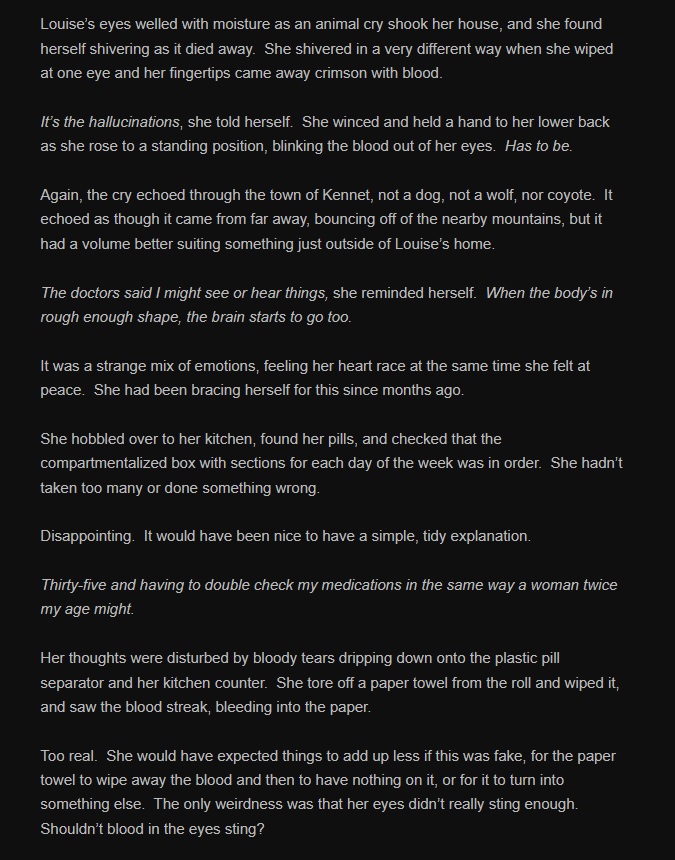 Louise’s eyes welled with moisture as an animal cry shook her house, and she found
herself shivering as it died away.  She shivered in a very different way when she wiped
at one eye and her fingertips came away crimson with blood.
It’s the hallucinations, she told herself.  She winced and held a hand to her lower back
as she rose to a standing position, blinking the blood out of her eyes.  Has to be.
Again, the cry echoed through the town of Kennet, not a dog, not a wolf, nor coyote.  It
echoed as though it came from far away, bouncing off of the nearby mountains, but it
had a volume better suiting something just outside of Louise’s home.
The doctors said I might see or hear things, she reminded herself.  When the body’s in
rough enough shape, the brain starts to go too.
It was a strange mix of emotions, feeling her heart race at the same time she felt at
peace.  She had been bracing herself for this since months ago.
She hobbled over to her kitchen, found her pills, and checked that the
compartmentalized box with sections for each day of the week was in order.  She hadn’t
taken too many or done something wrong.
Disappointing.  It would have been nice to have a simple, tidy explanation.
Thirty-five and having to double check my medications in the same way a woman twice
my age might.
Her thoughts were disturbed by bloody tears dripping down onto the plastic pill
separator and her kitchen counter.  She tore off a paper towel from the roll and wiped it,
and saw the blood streak, bleeding into the paper.
Too real.  She would have expected things to add up less if this was fake, for the paper
towel to wipe away the blood and then to have nothing on it, or for it to turn into
something else.  The only weirdness was that her eyes didn’t really sting enough.
Shouldn’t blood in the eyes sting?